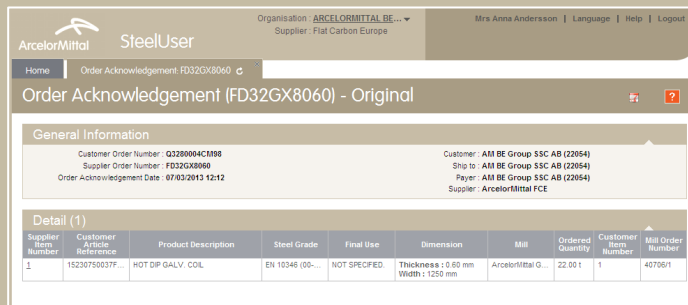 Organisation : ARCELORMITTAL BE...
Mrs Anna Andersson | Language | Help | Logout
Supplier : Flat Carbon Europe
ArcelorMittal
SteelUser
Home
Order Acknowledgement: FD32GX8060
Order Acknowledgement (FD32GX8060) - Original
?
General Information
Customer Order Number : Q3280004CM98
Supplier Order Number : FD32GX8060
Order Acknowledgement Date : 07/03/2013 12:12
Customer : AM BE Group SSC AB (22054)
Ship to : AM BE Group SSC AB (22054)
Payer : AM BE Group SSC AB (22054)
Supplier : ArcelorMittal FCE
Detail (1)
Supplier Item Number
Customer Article Reference
Product Description
Steel Grade
Final Use
Dimension
Mill
Ordered Quantity
Customer Item Number
Mill Order Number
1
15230750037F...
HOT DIP GALV. COIL
EN 10346 (00-...
NOT SPECIFIED.
Thickness : 0.60 mm
Width : 1250 mm
ArcelorMittal G...
22.00 t
1
40706/1